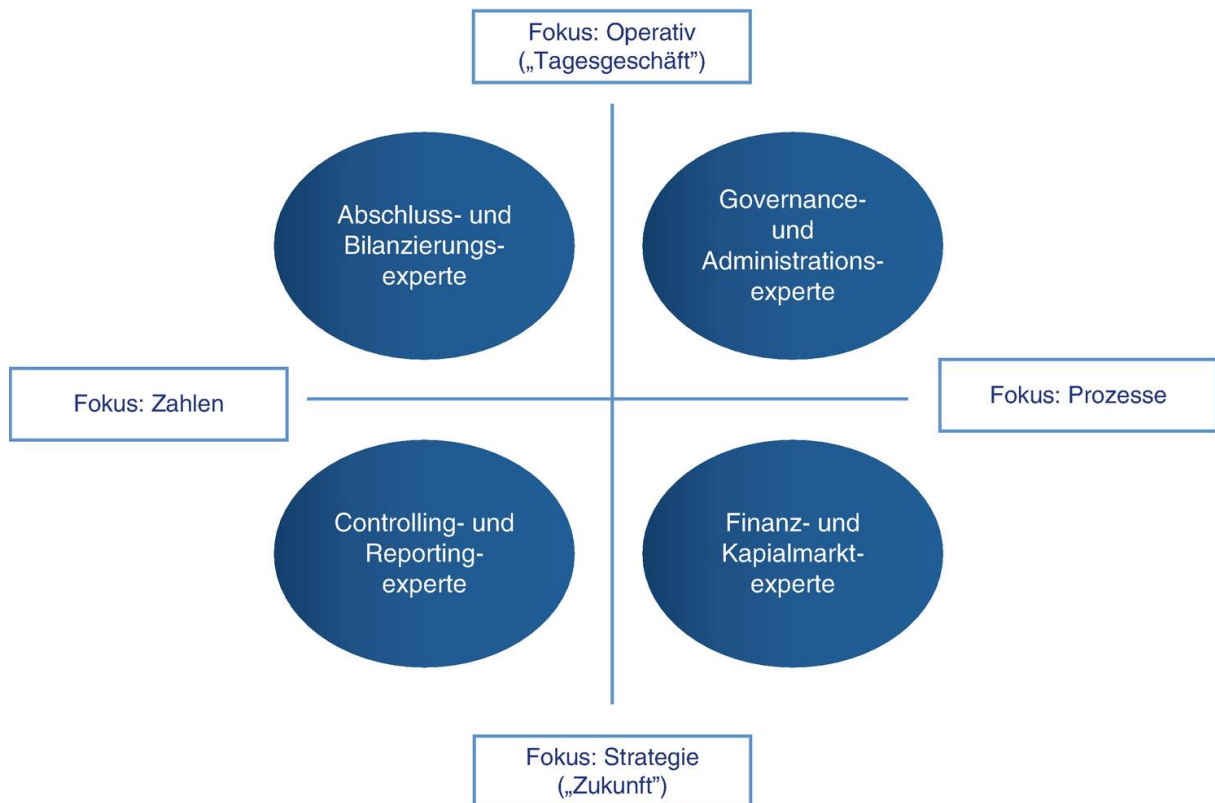 Fokus: Operativ
(„Tagesgeschäft”)
Abschluss- und
Bilanzierungs-
experte
Governance-
und
Administrations-
experte
Fokus: Zahlen
Fokus: Prozesse
Controlling- und
Reporting-
experte
Finanz- und
Kapialmarkt-
experte
Fokus: Strategie
(„Zukunft”)